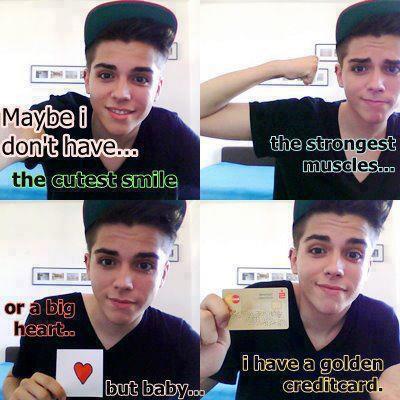 Maybe i
don't have...
the cutest smile
the strongest
muscles...
or a big
heart..
but baby...
i have a golden
creditcard.